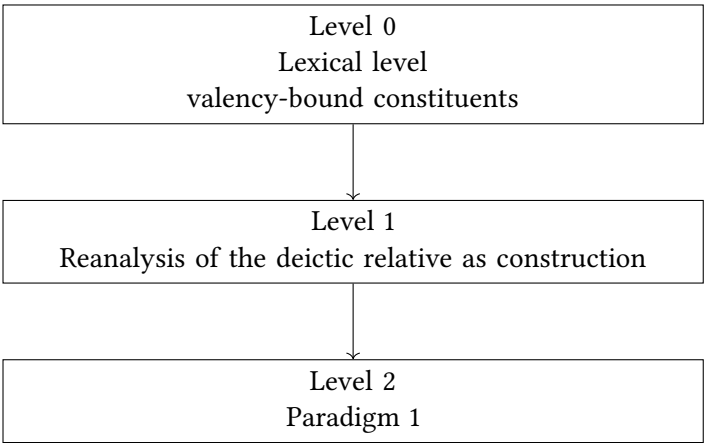 Level 0
Lexical level
valency-bound constituents
Level 1
Reanalysis of the deictic relative as construction
Level 2
Paradigm 1